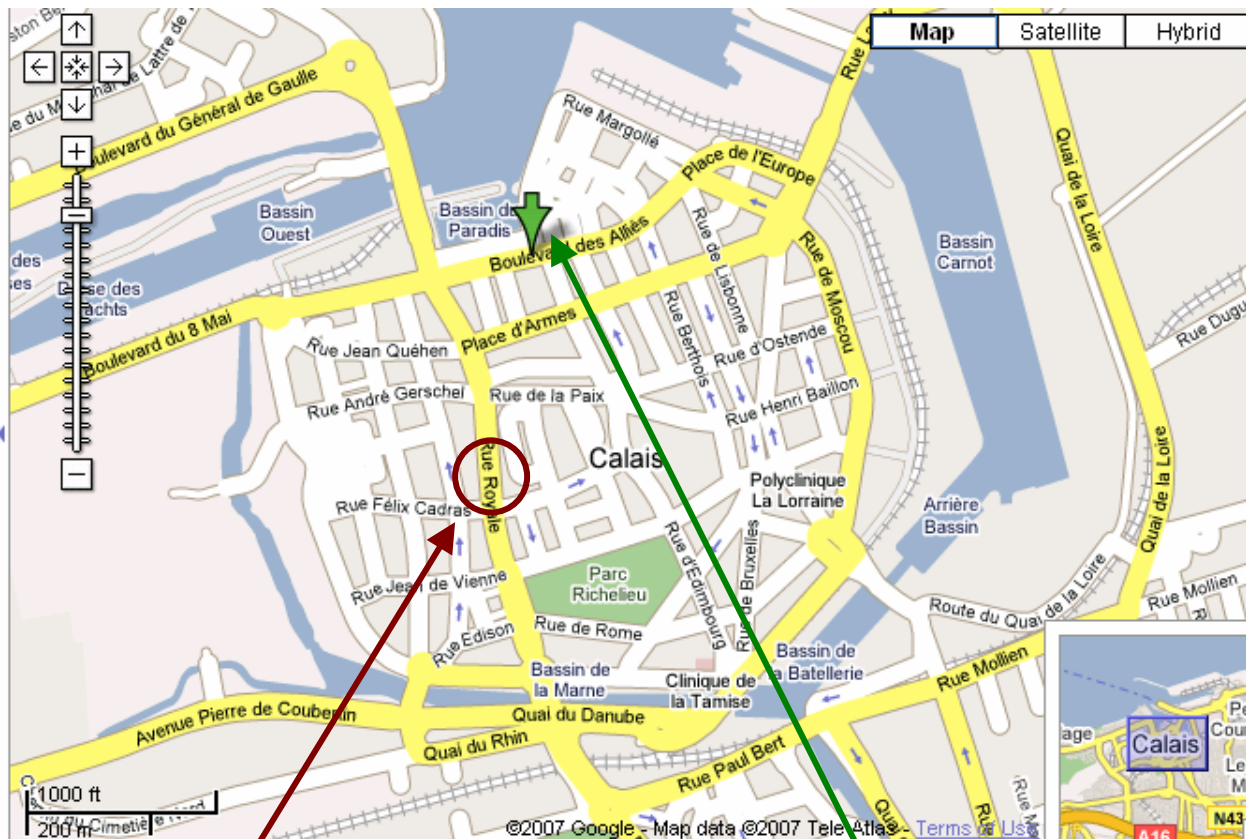 Map Satellite Hybrid
Boulevard du Général de Gaulle
Rue Margollé
Place de l'Europe
Quai de la Loire
Bassin
Ouest
Bassin
Paradis
Boulevard des Alliés
Bassin
Carnot
Rue de Lisbonne
Rue de Moscou
des
Boulevard du 8 Mai
Place d'Armes
Rue Jean Quéhen
Rue Berthois
Rue d'Ostende
Rue André Gerschel
Rue de la Paix
Rue Henri Baillon
Calais
Rue Royale
Polyclinique
La Lorraine
Rue Félix Cadras
Arrière
Bassin
Quai de la Loire
Rue Jean de Vienne
Parc
Richelieu
Rue d'Edimbourg
Rue de Bruxelles
Route du Quai de la Loire
Rue Mollien
Rue Edison
Rue de Rome
Bassin de
la Marne
Clinique de
la Tamise
Bassin de
la Batellerie
Rue Mollien
Avenue Pierre de Coubertin
Quai du Danube
Quai du Rhin
Rue Paul Bert
Calais
N43
A16
1000 ft
200 m
©2007 Google - Map data ©2007 Tele Atlas - Terms of Use